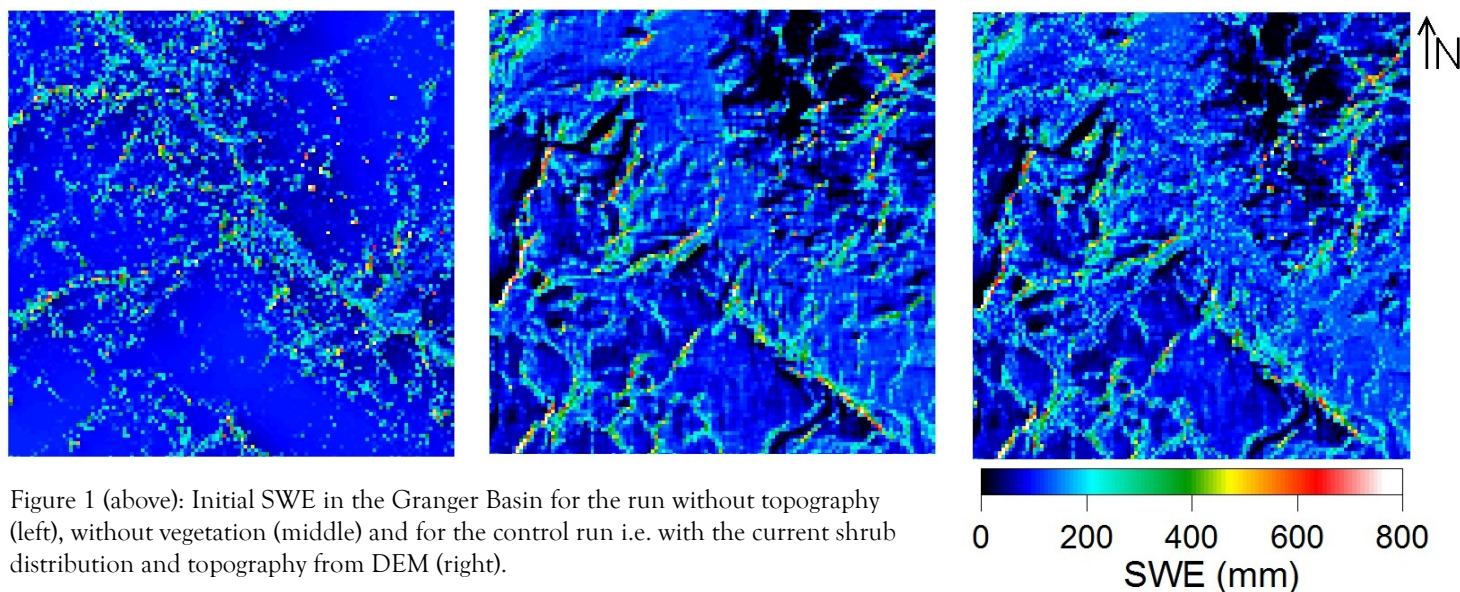 N
Figure 1 (above): Initial SWE in the Granger Basin for the run without topography
(left), without vegetation (middle) and for the control run i.e. with the current shrub
distribution and topography from DEM (right).
0 200 400 600 800
SWE (mm)